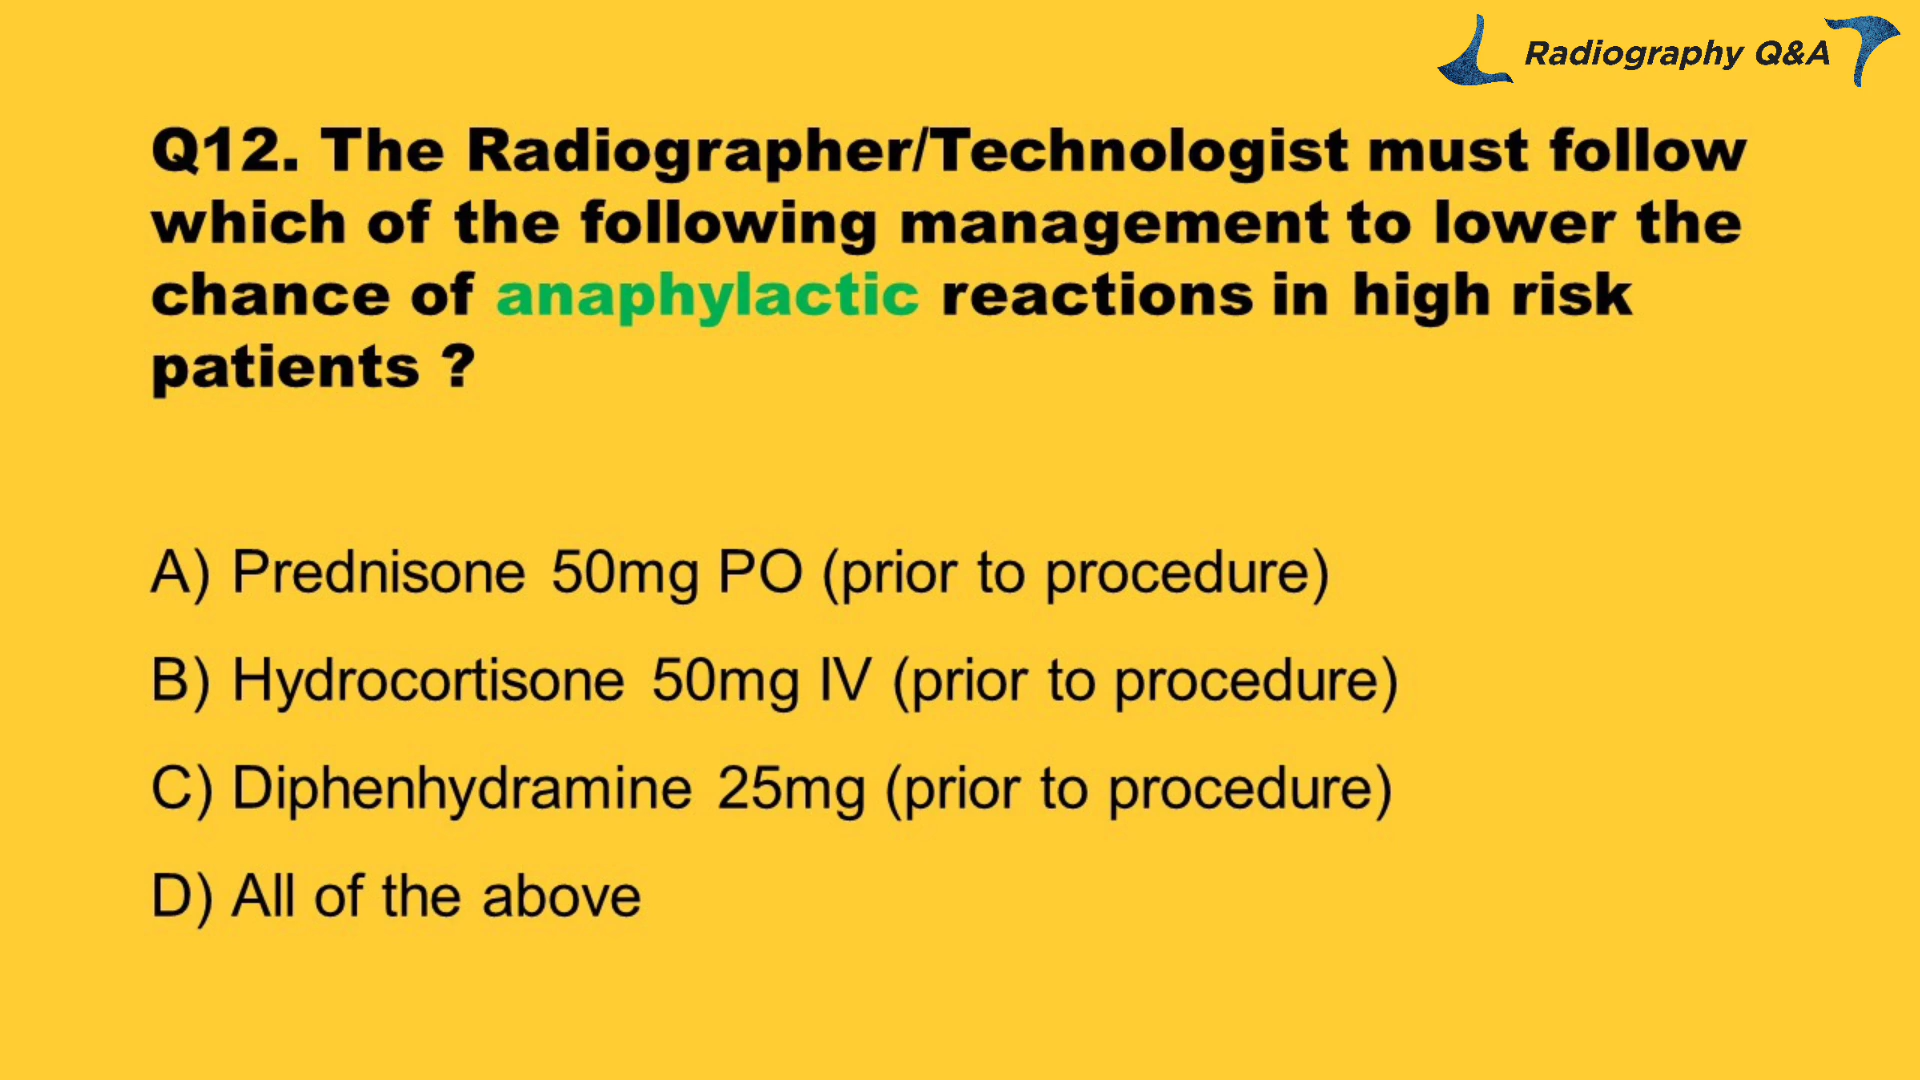 Radiography Q&A
Q12. The Radiographer/Technologist must follow
which of the following management to lower the
chance of anaphylactic reactions in high risk
patients ?
A) Prednisone 50mg PO (prior to procedure)
B) Hydrocortisone 50mg IV (prior to procedure)
C) Diphenhydramine 25mg (prior to procedure)
D) All of the above